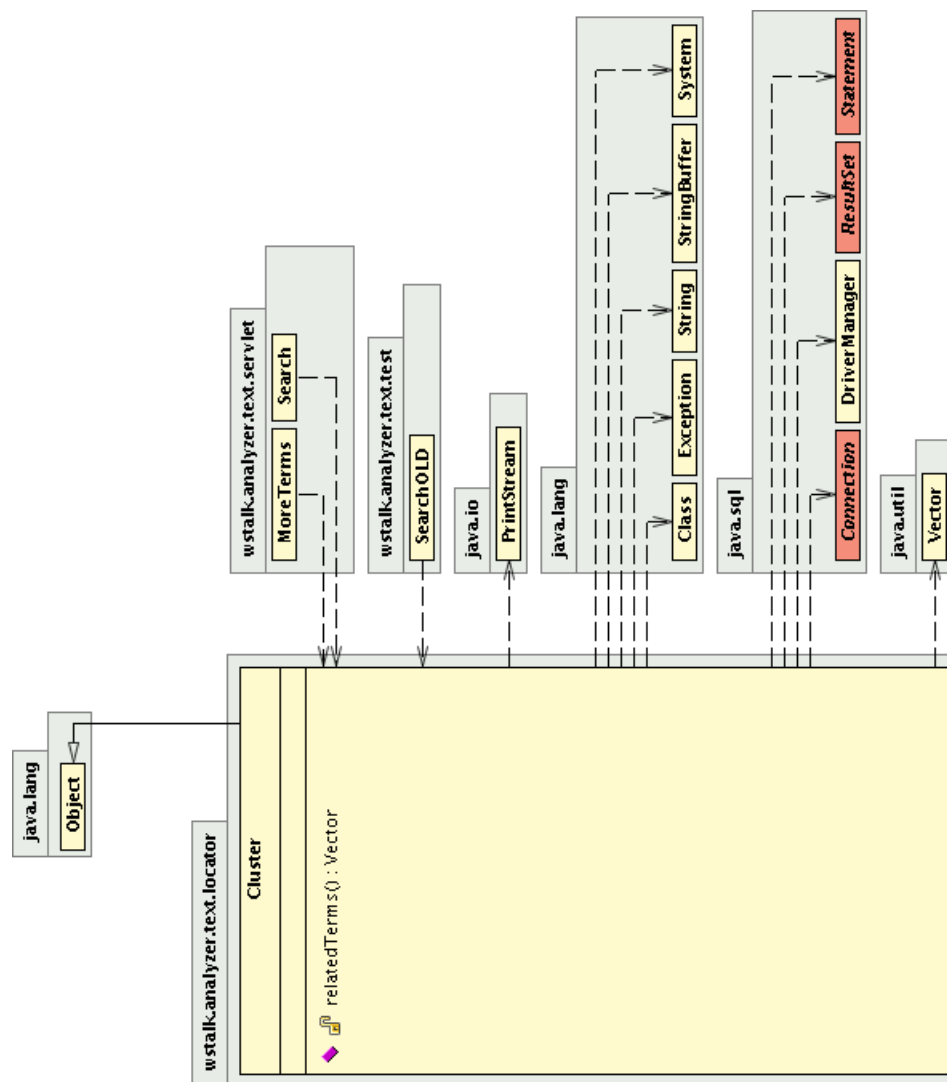 java.lang
Object
wstalk.analyzer.text.locator
Cluster
relatedTerms() : Vector
wstalk.analyzer.text.servlet
MoreTerms
Search
wstalk.analyzer.text.test
SearchOLD
java.io
PrintStream
java.lang
Class
Exception
String
StringBuffer
System
java.sql
Connection
DriverManager
ResultSet
Statement
java.util
Vector